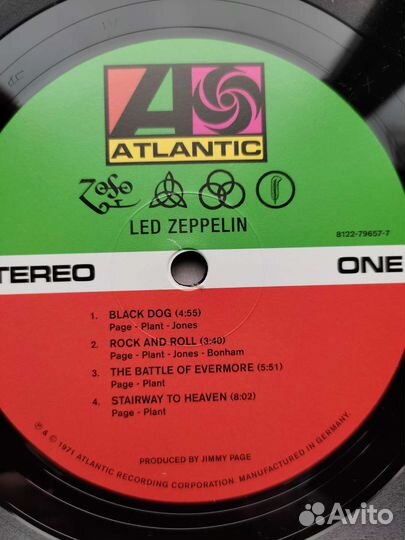 ATLANTIC
Zoso
LED ZEPPELIN
8122-79657-7
STEREO
ONE
1. BLACK DOG (4:55)
Page - Plant - Jones
2. ROCK AND ROLL (3:40)
Page - Plant - Jones - Bonham
3. THE BATTLE OF EVERMORE (5:51)
Page - Plant
4. STAIRWAY TO HEAVEN (8:02)
Page - Plant
PRODUCED BY JIMMY PAGE
℗ & © 1971 ATLANTIC RECORDING CORPORATION. MANUFACTURED IN GERMANY.
Avito